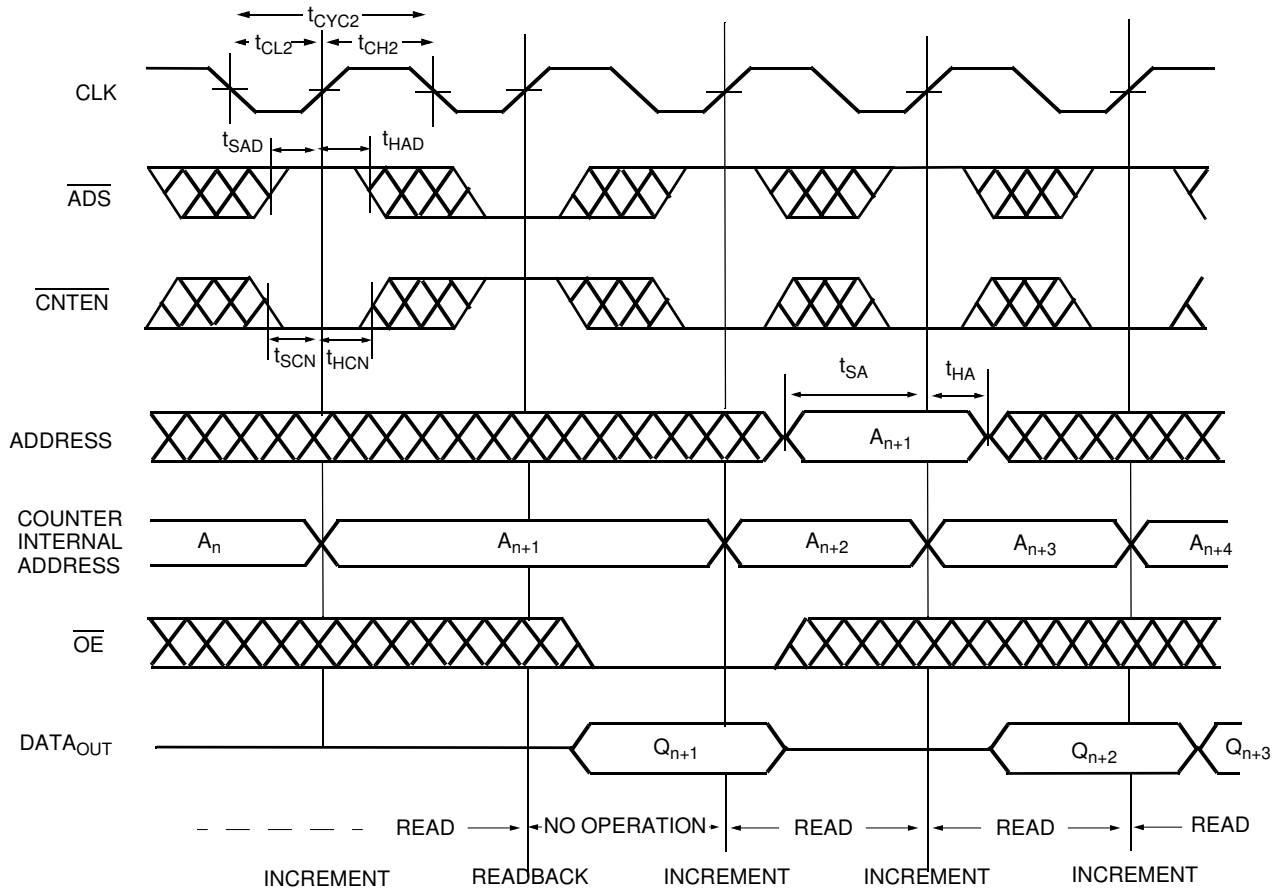 tCYC2
tCL2 tCH2
CLK
tSAD tHAD
ADS
CNTEN
tSCN tHCN
tSA tHA
ADDRESS An+1
COUNTER
INTERNAL
ADDRESS
An An+1 An+2 An+3 An+4
OE
DATAOUT Qn+1 Qn+2 Qn+3
READ NO OPERATION READ READ READ
INCREMENT READBACK INCREMENT INCREMENT INCREMENT